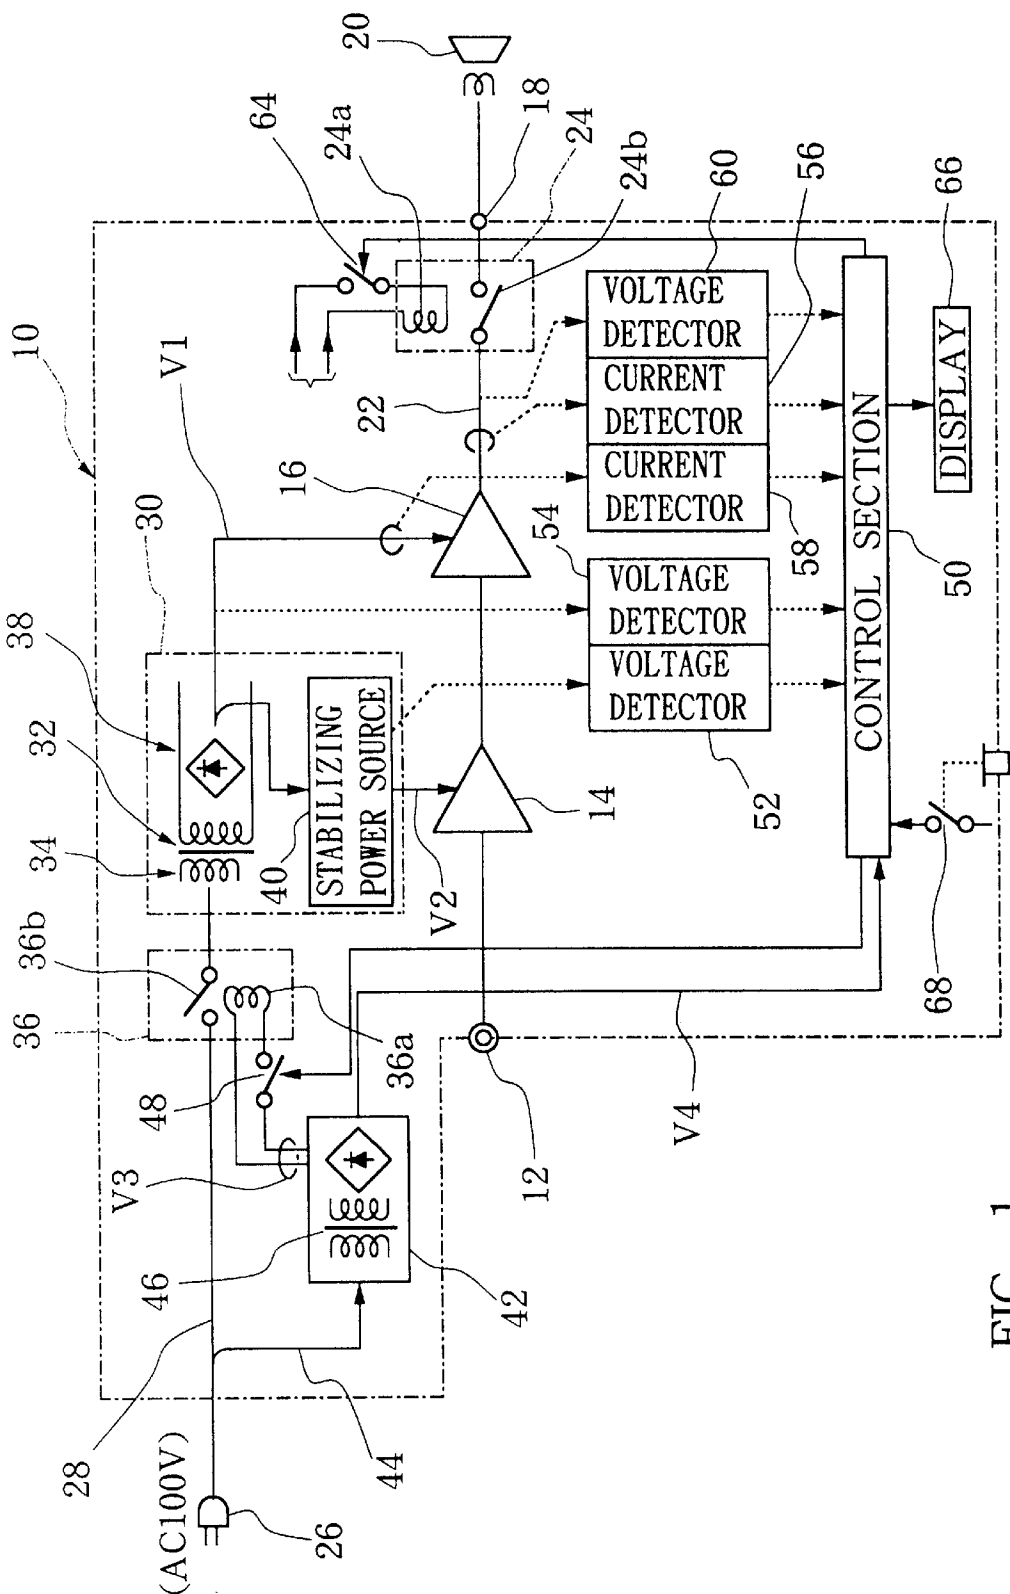 10
V1
64
24a
20
30
38
32
34
36b
36
16
22
18
24
24b
40
STABILIZING
POWER SOURCE
V2
14
54
VOLTAGE
DETECTOR
CURRENT
DETECTOR
CURRENT
DETECTOR
VOLTAGE
DETECTOR
VOLTAGE
DETECTOR
60
56
58
52
CONTROL SECTION
50
DISPLAY
66
68
48
36a
V3
V4
12
46
42
28
44
(AC100V)
26
FIG. 1